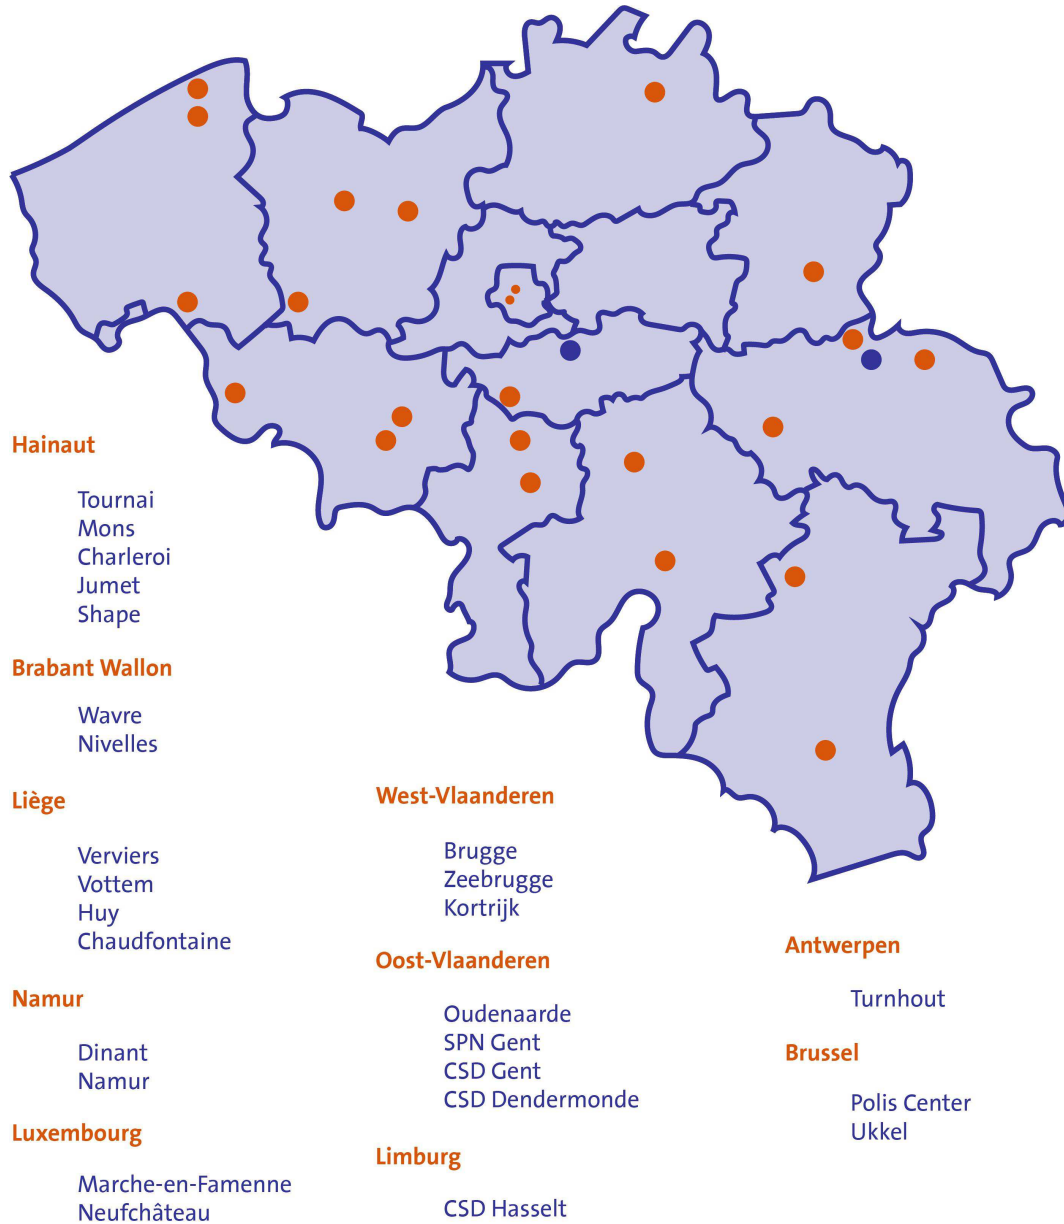 Hainaut
Tournai
Mons
Charleroi
Jumet
Shape
Brabant Wallon
Wavre
Nivelles
Liège
Verviers
Vottem
Huy
Chaudfontaine
Namur
Dinant
Namur
Luxembourg
Marche-en-Famenne
Neufchâteau
West-Vlaanderen
Brugge
Zeebrugge
Kortrijk
Oost-Vlaanderen
Oudenaarde
SPN Gent
CSD Gent
CSD Dendermonde
Limburg
CSD Hasselt
Antwerpen
Turnhout
Brussel
Polis Center
Ukkel